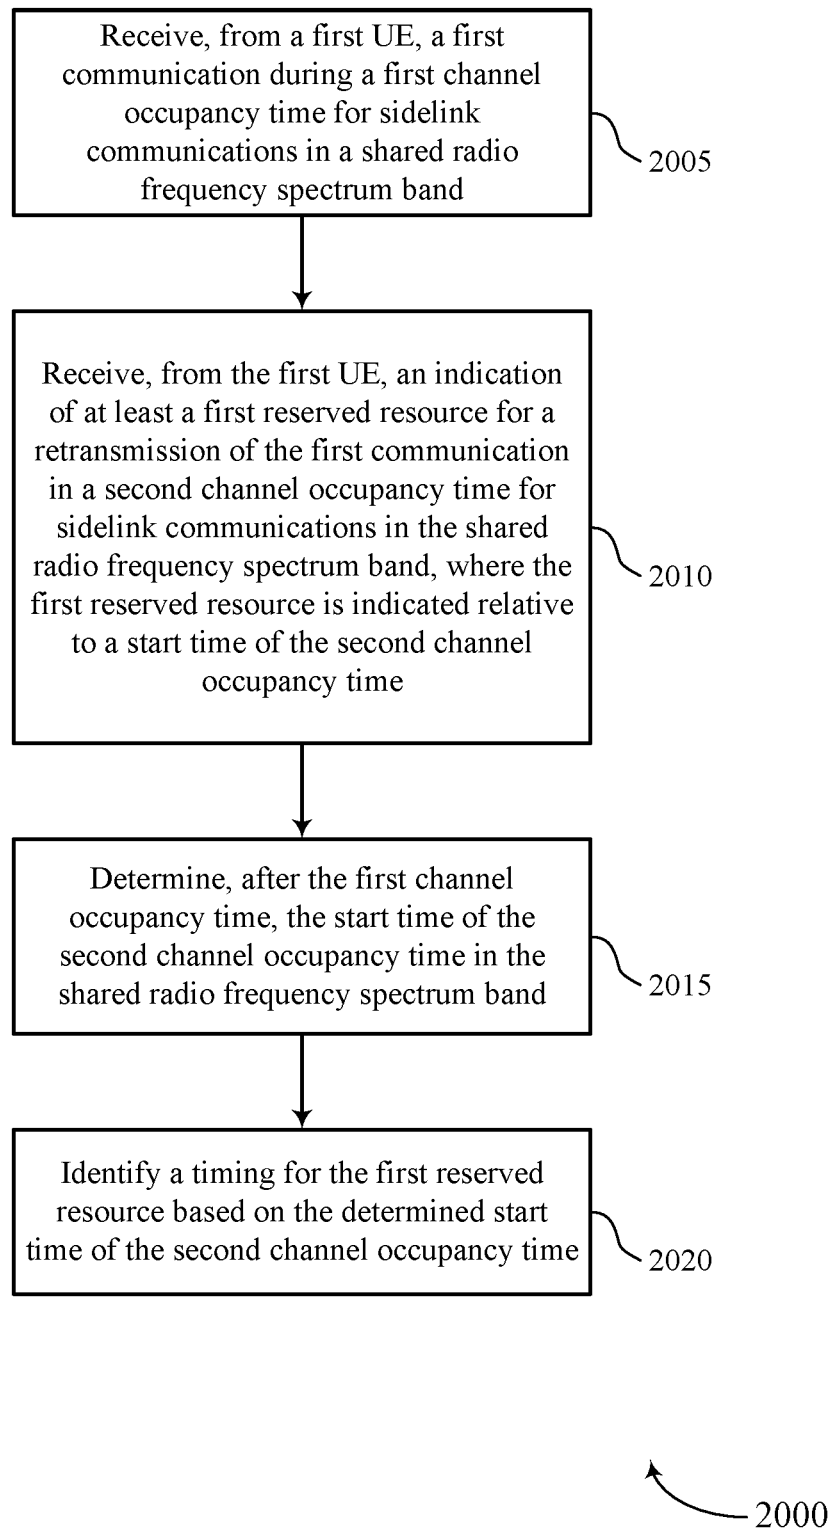 Receive, from a first UE, a first
communication during a first channel
occupancy time for sidelink
communications in a shared radio
frequency spectrum band
2005
Receive, from the first UE, an indication
of at least a first reserved resource for a
retransmission of the first communication
in a second channel occupancy time for
sidelink communications in the shared
radio frequency spectrum band, where the
first reserved resource is indicated relative
to a start time of the second channel
occupancy time
2010
Determine, after the first channel
occupancy time, the start time of the
second channel occupancy time in the
shared radio frequency spectrum band
2015
Identify a timing for the first reserved
resource based on the determined start
time of the second channel occupancy time
2020
2000